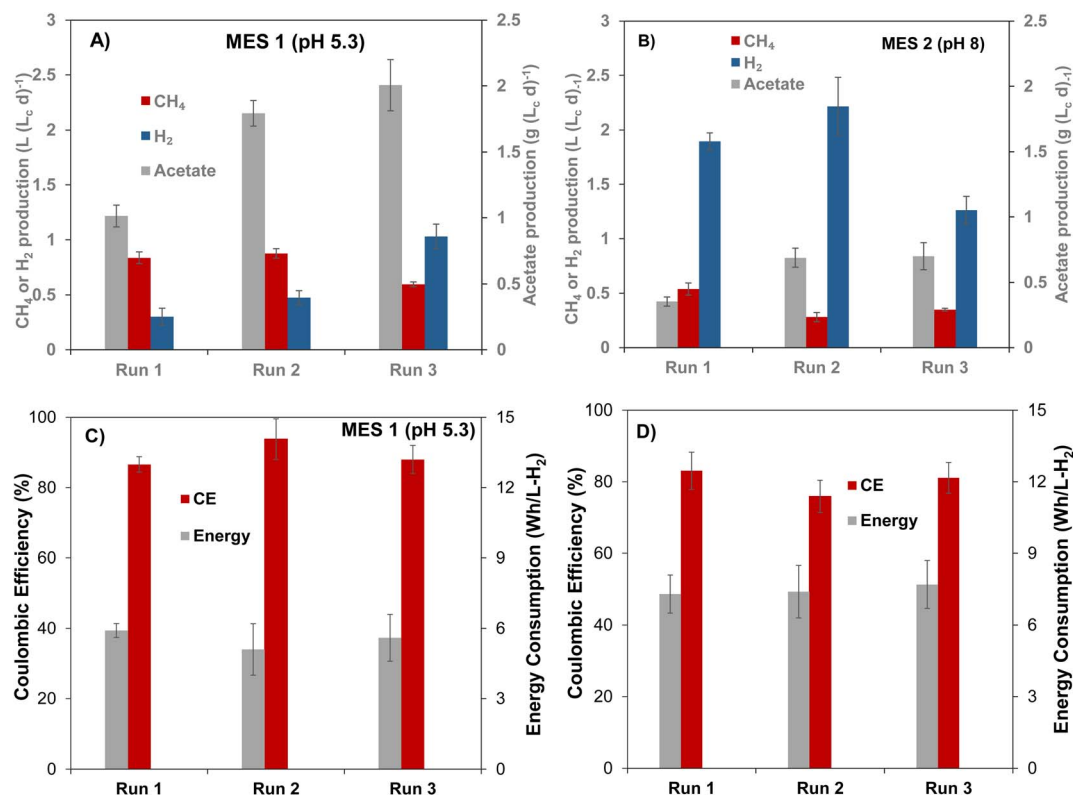 A)
MES 1 (pH 5.3)
CH₄ or H₂ production (L (L_c d)⁻¹)
3
2.5
2
1.5
1
0.5
0
CH₄
H₂
Acetate
2.5
2
1.5
1
0.5
0
Acetate production (g (L_c d)⁻¹)
Run 1
Run 2
Run 3
B)
MES 2 (pH 8)
CH₄ or H₂ production (L (L_c d)₋₁)
3
2.5
2
1.5
1
0.5
0
CH₄
H₂
Acetate
2.5
2
1.5
1
0.5
0
Acetate production (g (L_c d)₋₁)
Run 1
Run 2
Run 3
C)
MES 1 (pH 5.3)
Coulombic Efficiency (%)
100
80
60
40
20
0
CE
Energy
15
12
9
6
3
0
Energy Consumption (Wh/L-H₂)
Run 1
Run 2
Run 3
D)
Coulombic Efficiency (%)
100
80
60
40
20
0
CE
Energy
15
12
9
6
3
0
Energy Consumption (Wh/L-H₂)
Run 1
Run 2
Run 3